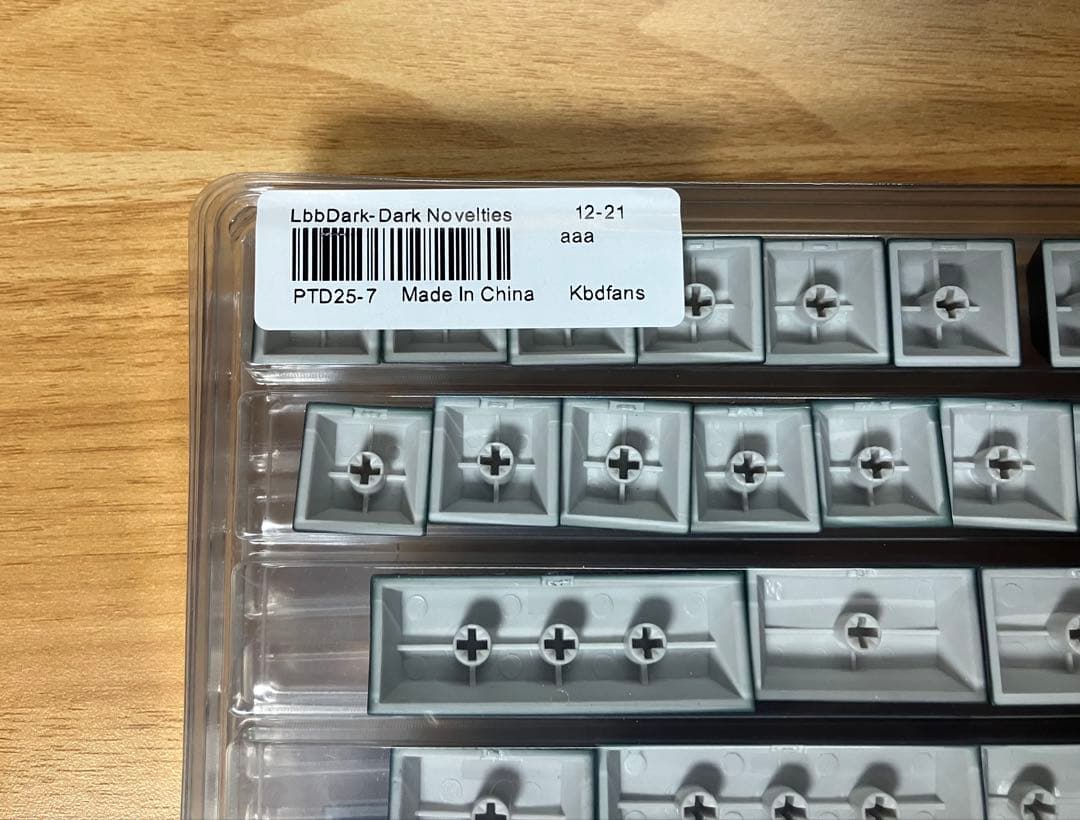 LbbDark-Dark Novelties 12-21
aaa
PTD25-7 Made In China Kbdfans